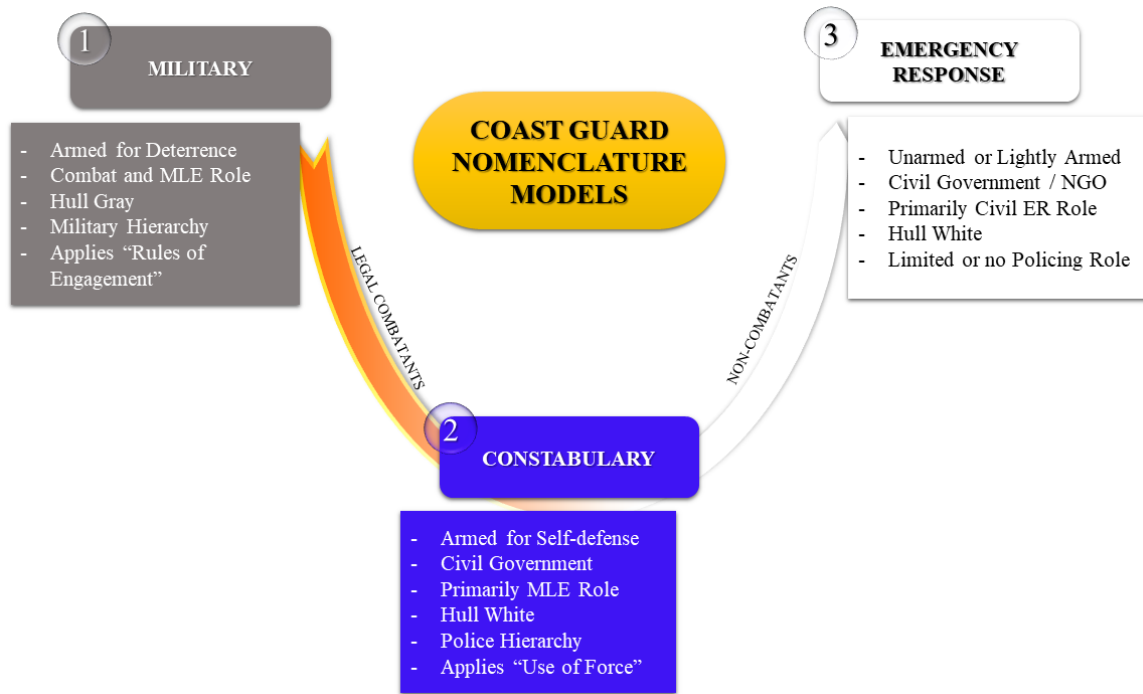 1
MILITARY
- Armed for Deterrence
- Combat and MLE Role
- Hull Gray
- Military Hierarchy
- Applies “Rules of
Engagement”
COAST GUARD
NOMENCLATURE
MODELS
3
EMERGENCY
RESPONSE
- Unarmed or Lightly Armed
- Civil Government / NGO
- Primarily Civil ER Role
- Hull White
- Limited or no Policing Role
LEGAL COMBATANTS
NON-COMBATANTS
2
CONSTABULARY
- Armed for Self-defense
- Civil Government
- Primarily MLE Role
- Hull White
- Police Hierarchy
- Applies “Use of Force”